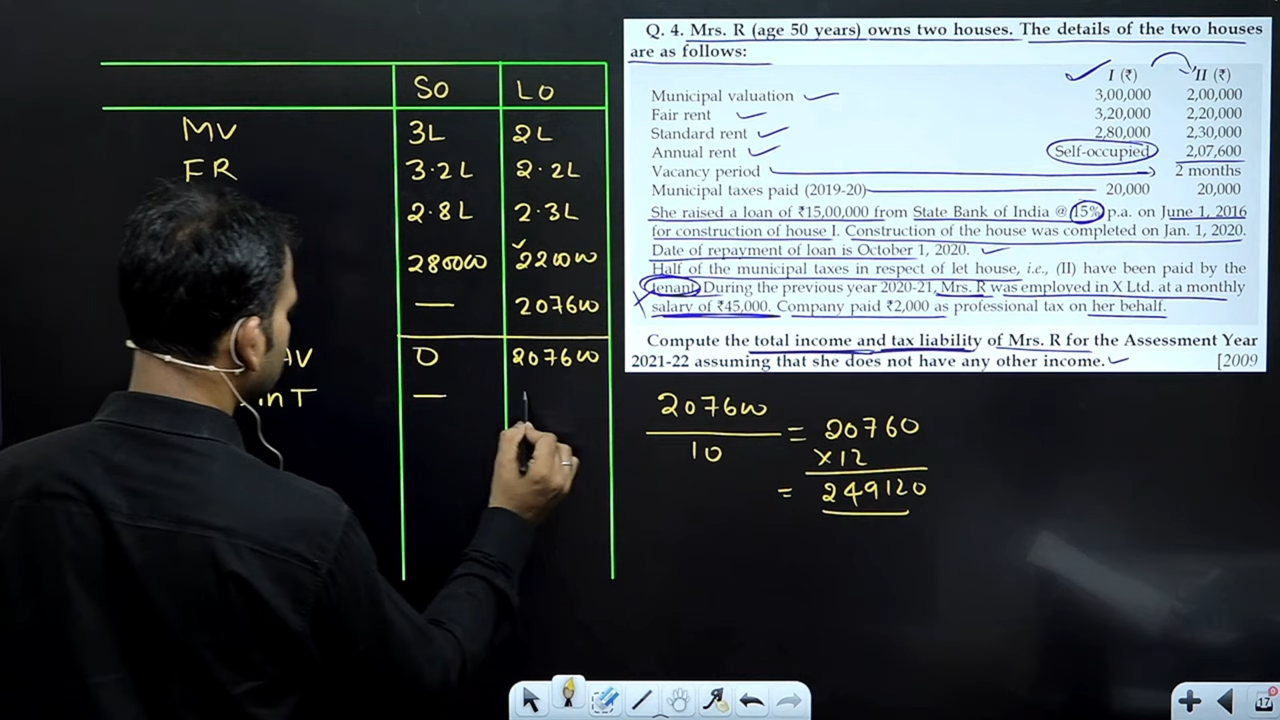 Q. 4. Mrs. R (age 50 years) owns two houses. The details of the two houses
are as follows:
I (₹) II (₹)
Municipal valuation 3,00,000 2,00,000
Fair rent 3,20,000 2,20,000
Standard rent 2,80,000 2,30,000
Annual rent Self-occupied 2,07,600
Vacancy period 2 months
Municipal taxes paid (2019-20) 20,000 20,000
She raised a loan of ₹15,00,000 from State Bank of India @ 15% p.a. on June 1, 2016
for construction of house I. Construction of the house was completed on Jan. 1, 2020.
Date of repayment of loan is October 1, 2020.
Half of the municipal taxes in respect of let house, i.e., (II) have been paid by the
tenant. During the previous year 2020-21, Mrs. R was employed in X Ltd. at a monthly
salary of ₹45,000. Company paid ₹2,000 as professional tax on her behalf.
Compute the total income and tax liability of Mrs. R for the Assessment Year
2021-22 assuming that she does not have any other income. [2009
SO LO
MV 3L 2L
FR 3.2L 2.2L
2.8L 2.3L
280000 220000
— 207600
AV 0 207600
nT —
207600
10
= 20760
×12
= 249120
17